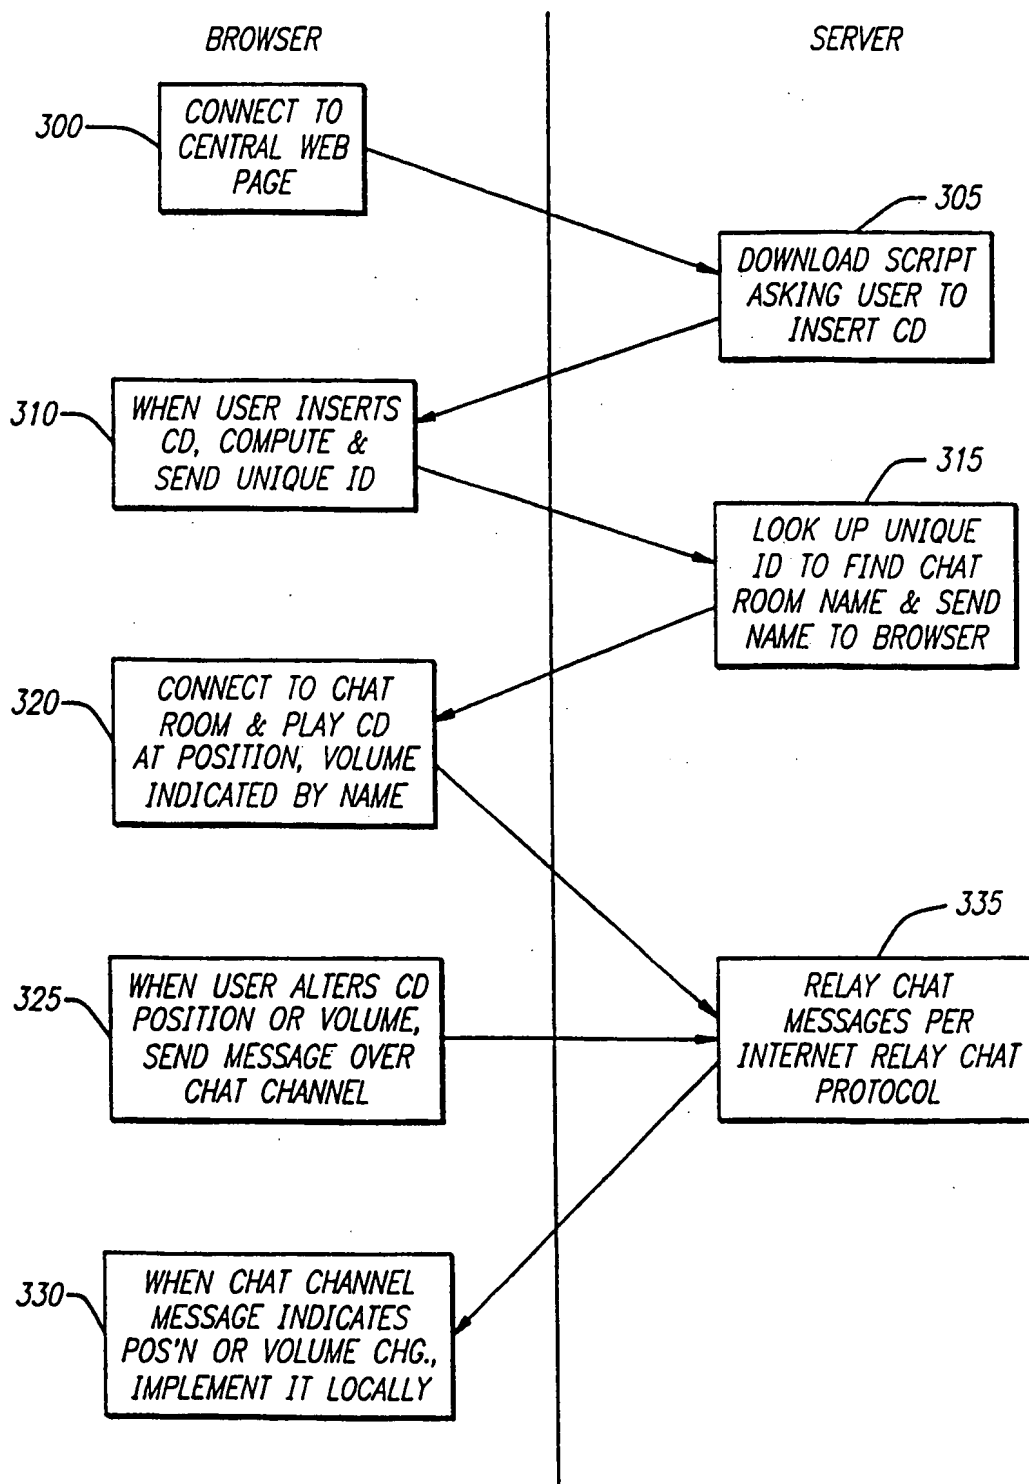 BROWSER
SERVER
300
CONNECT TO
CENTRAL WEB
PAGE
305
DOWNLOAD SCRIPT
ASKING USER TO
INSERT CD
310
WHEN USER INSERTS
CD, COMPUTE &
SEND UNIQUE ID
315
LOOK UP UNIQUE
ID TO FIND CHAT
ROOM NAME & SEND
NAME TO BROWSER
320
CONNECT TO CHAT
ROOM & PLAY CD
AT POSITION, VOLUME
INDICATED BY NAME
335
RELAY CHAT
MESSAGES PER
INTERNET RELAY CHAT
PROTOCOL
325
WHEN USER ALTERS CD
POSITION OR VOLUME,
SEND MESSAGE OVER
CHAT CHANNEL
330
WHEN CHAT CHANNEL
MESSAGE INDICATES
POS'N OR VOLUME CHG.,
IMPLEMENT IT LOCALLY